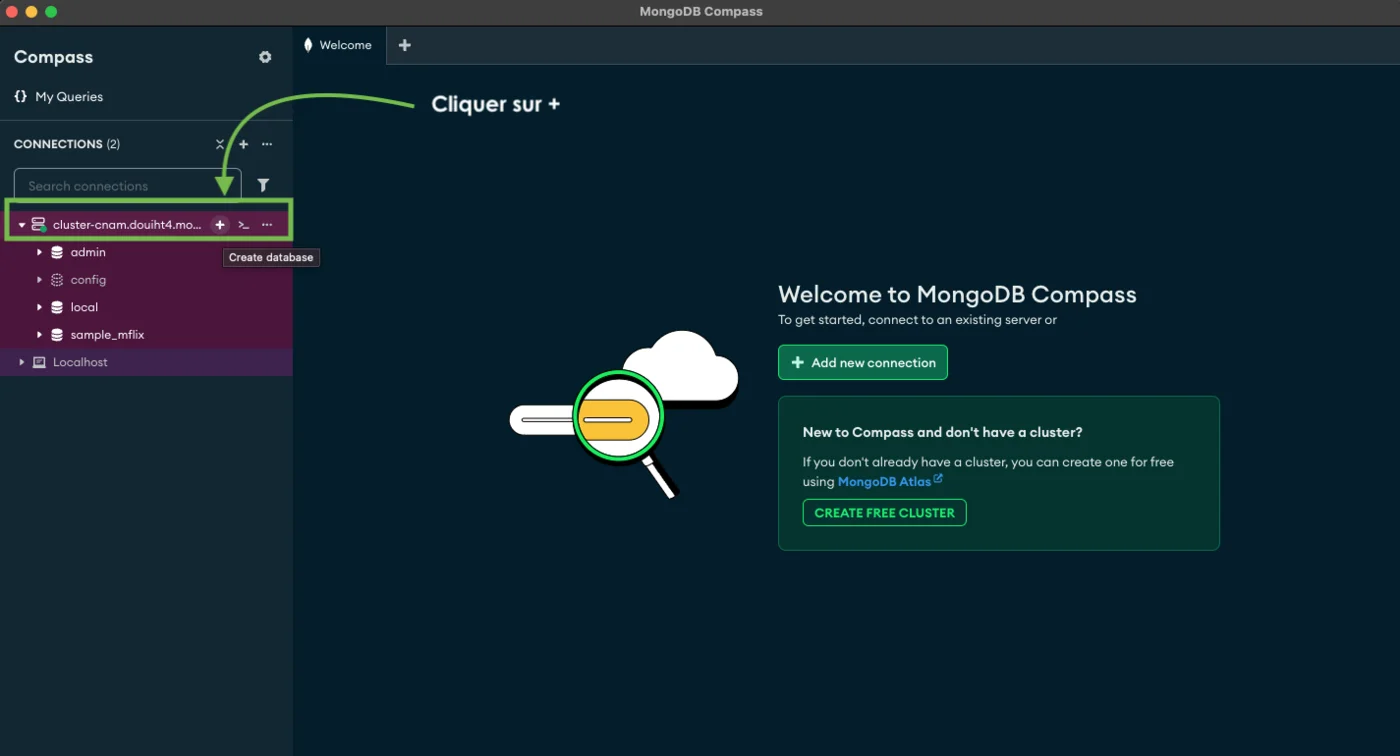 MongoDB Compass
Compass
Welcome
{} My Queries
Cliquer sur +
CONNECTIONS (2)
Search connections
cluster-cnam.douiht4.mo...
admin
Create database
config
local
sample_mflix
Localhost
Welcome to MongoDB Compass
To get started, connect to an existing server or
Add new connection
New to Compass and don't have a cluster?
If you don't already have a cluster, you can create one for free
using MongoDB Atlas
CREATE FREE CLUSTER